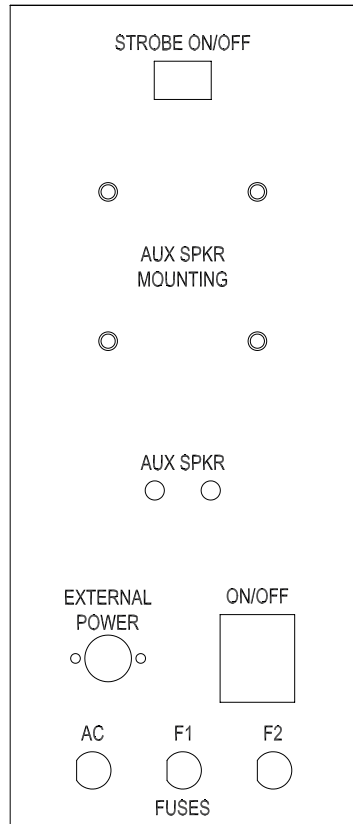 STROBE ON/OFF
AUX SPKR
MOUNTING
AUX SPKR
EXTERNAL
POWER
ON/OFF
AC
F1
F2
FUSES